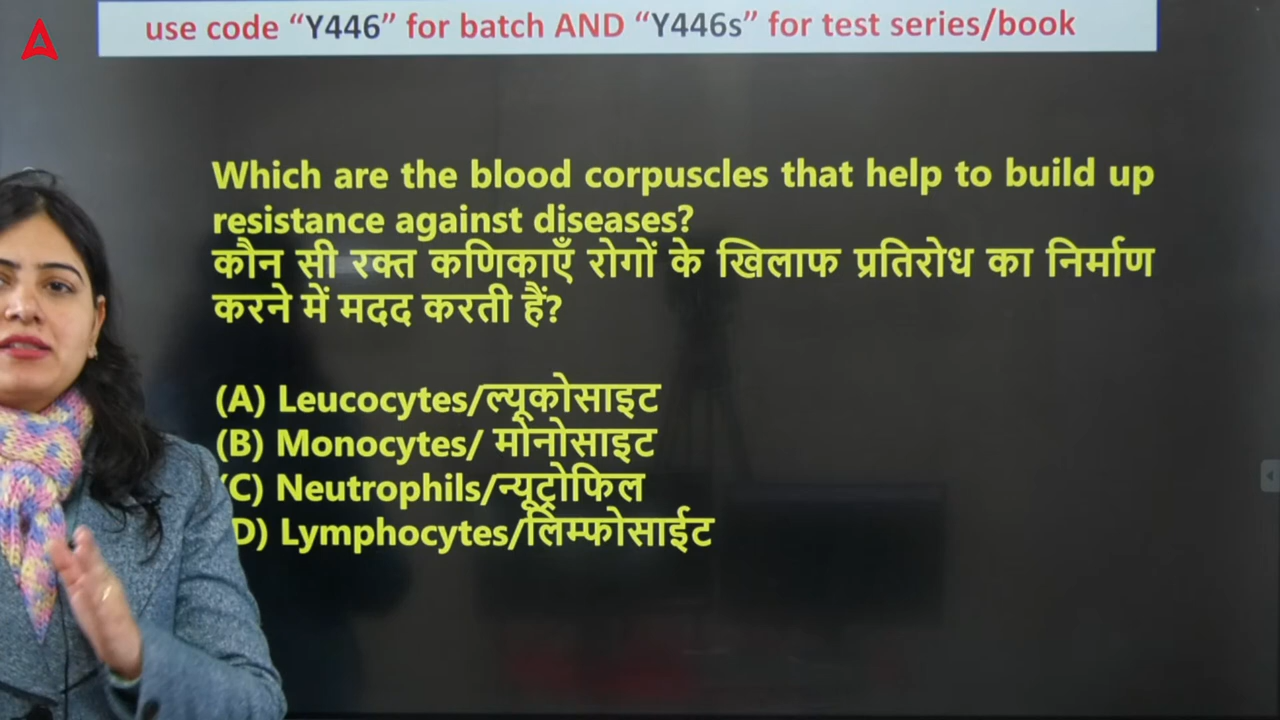 use code “Y446” for batch AND “Y446s” for test series/book
Which are the blood corpuscles that help to build up
resistance against diseases?
कौन सी रक्त कणिकाएँ रोगों के खिलाफ प्रतिरोध का निर्माण
करने में मदद करती हैं?
(A) Leucocytes/ल्यूकोसाइट
(B) Monocytes/ मोनोसाइट
(C) Neutrophils/न्यूट्रोफिल
D) Lymphocytes/लिम्फोसाईट